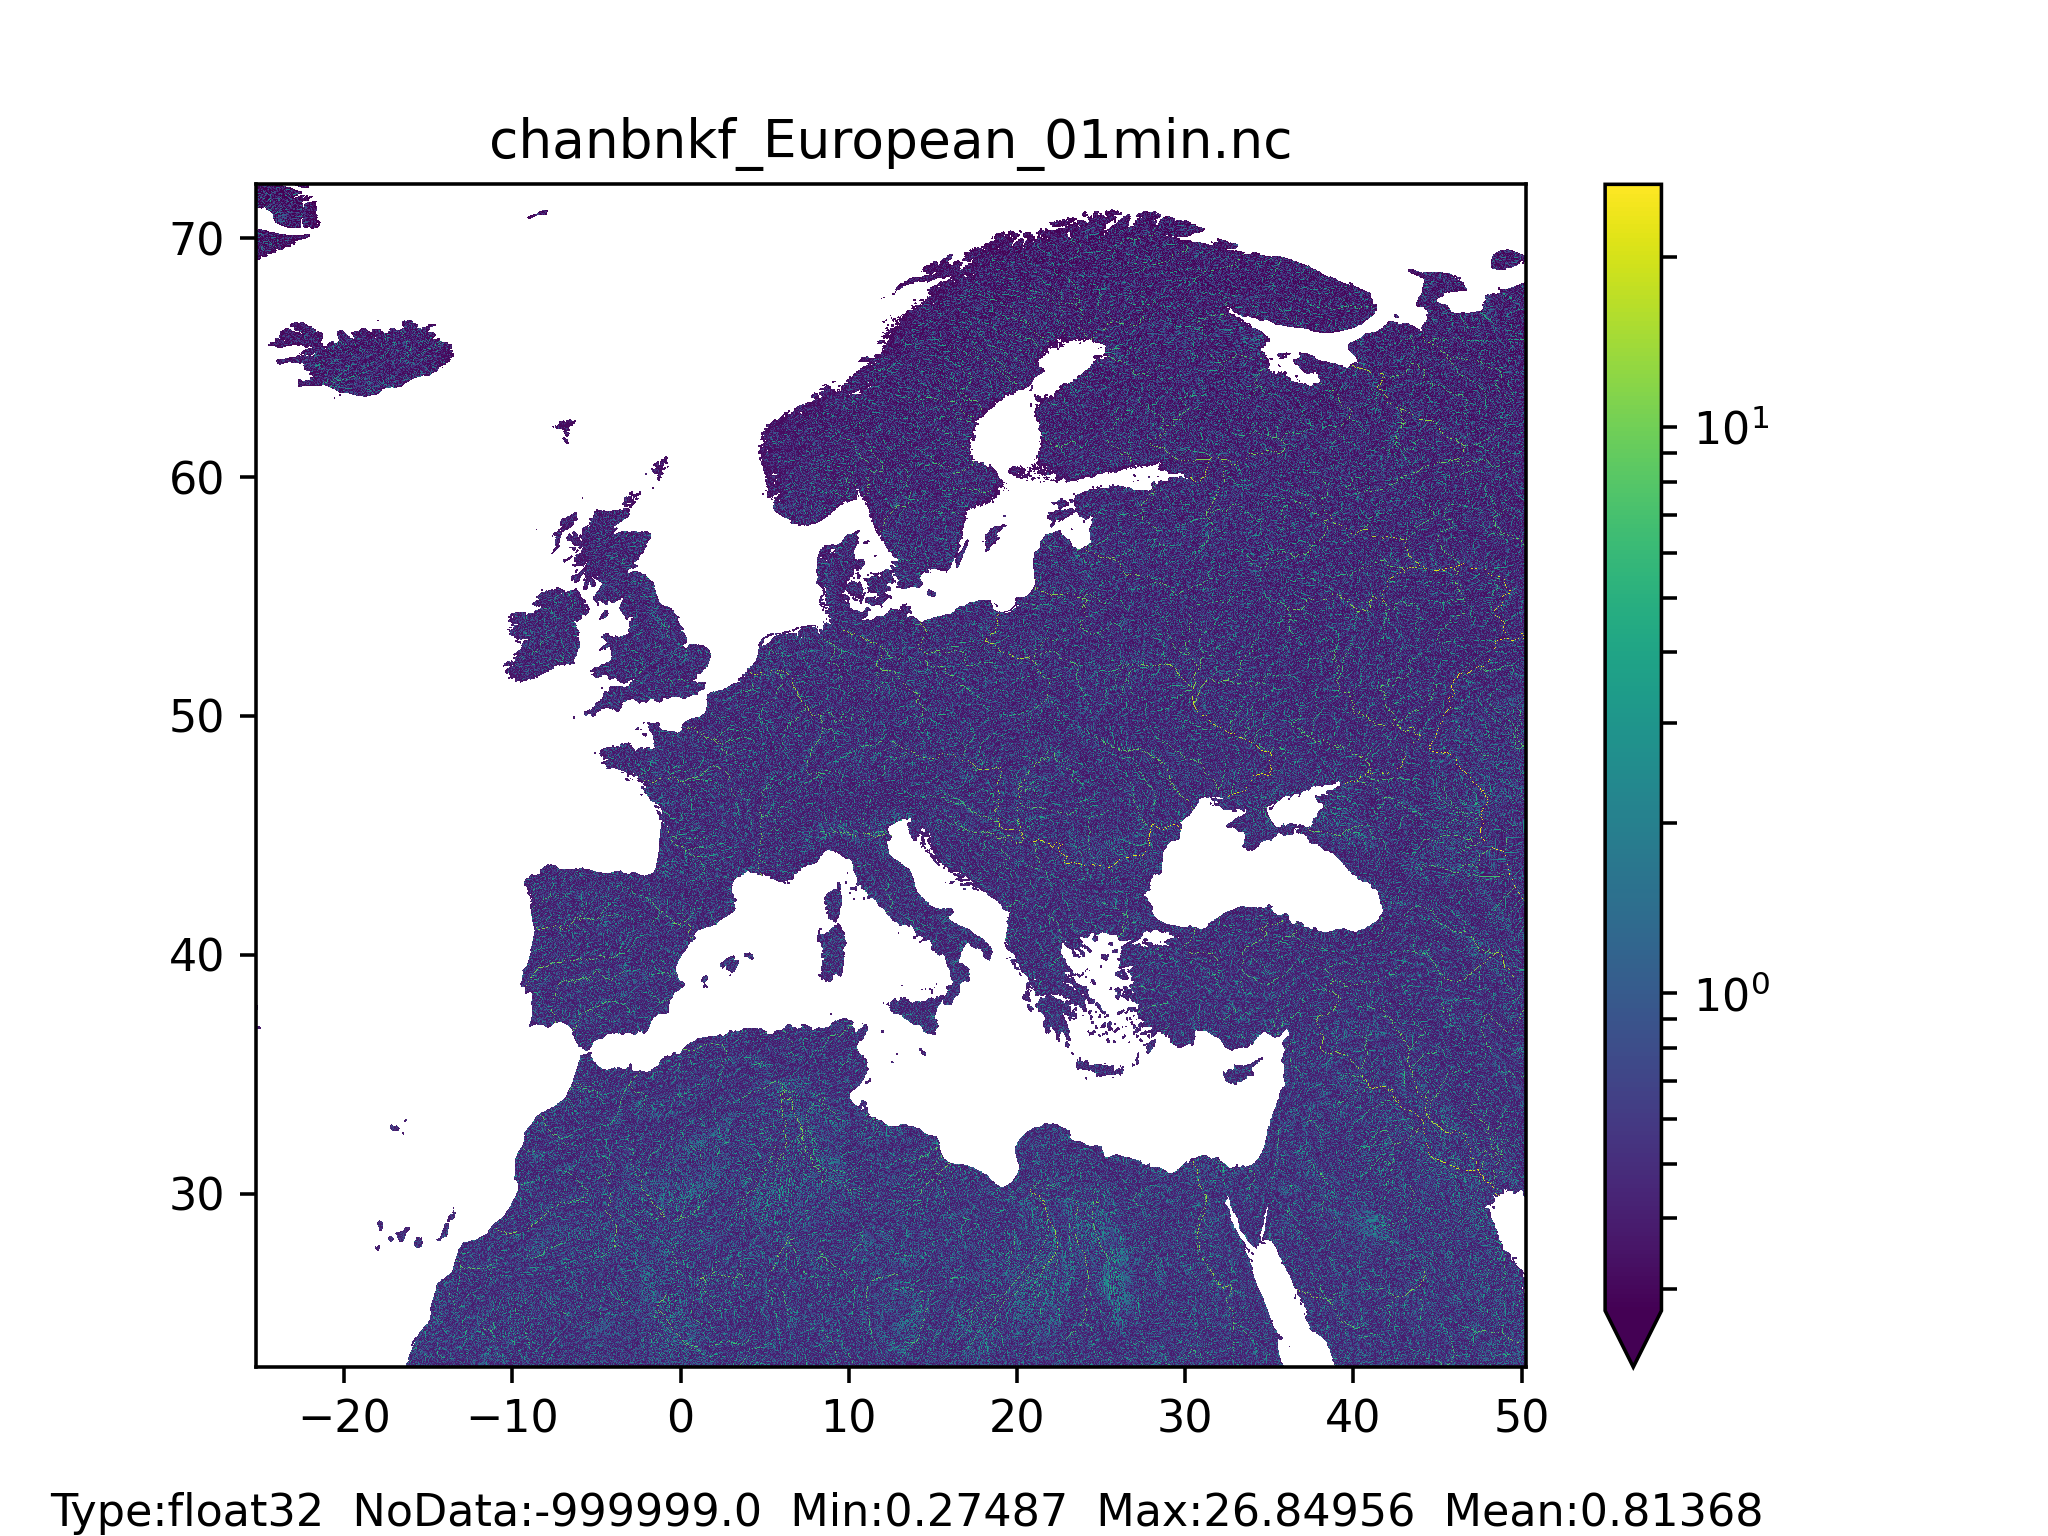 chanbnkf_European_01min.nc
70
60
50
40
30
−20 −10 0 10 20 30 40 50
10¹
10⁰
Type:float32 NoData:-999999.0 Min:0.27487 Max:26.84956 Mean:0.81368